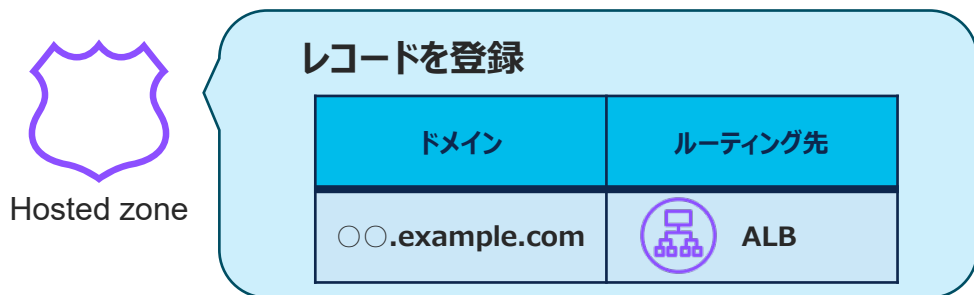 レコードを登録
ドメイン
ルーティング先
Hosted zone
○○.example.com
ALB